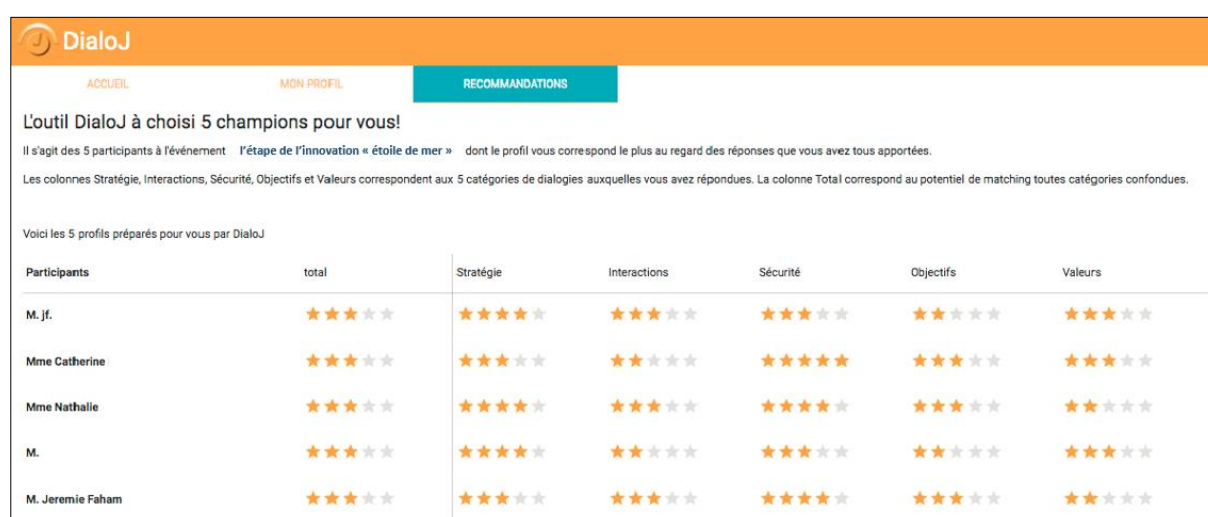 DialoJ
ACCUEIL MON PROFIL RECOMMANDATIONS
L'outil DialoJ à choisi 5 champions pour vous!
Il s'agit des 5 participants à l'événement l'étape de l'innovation « étoile de mer » dont le profil vous correspond le plus au regard des réponses que vous avez tous apportées.
Les colonnes Stratégie, Interactions, Sécurité, Objectifs et Valeurs correspondent aux 5 catégories de dialogies auxquelles vous avez répondues. La colonne Total correspond au potentiel de matching toutes catégories confondues.
Voici les 5 profils préparés pour vous par DialoJ
Participants total Stratégie Interactions Sécurité Objectifs Valeurs
M. jf.
Mme Catherine
Mme Nathalie
M.
M. Jeremie Faham